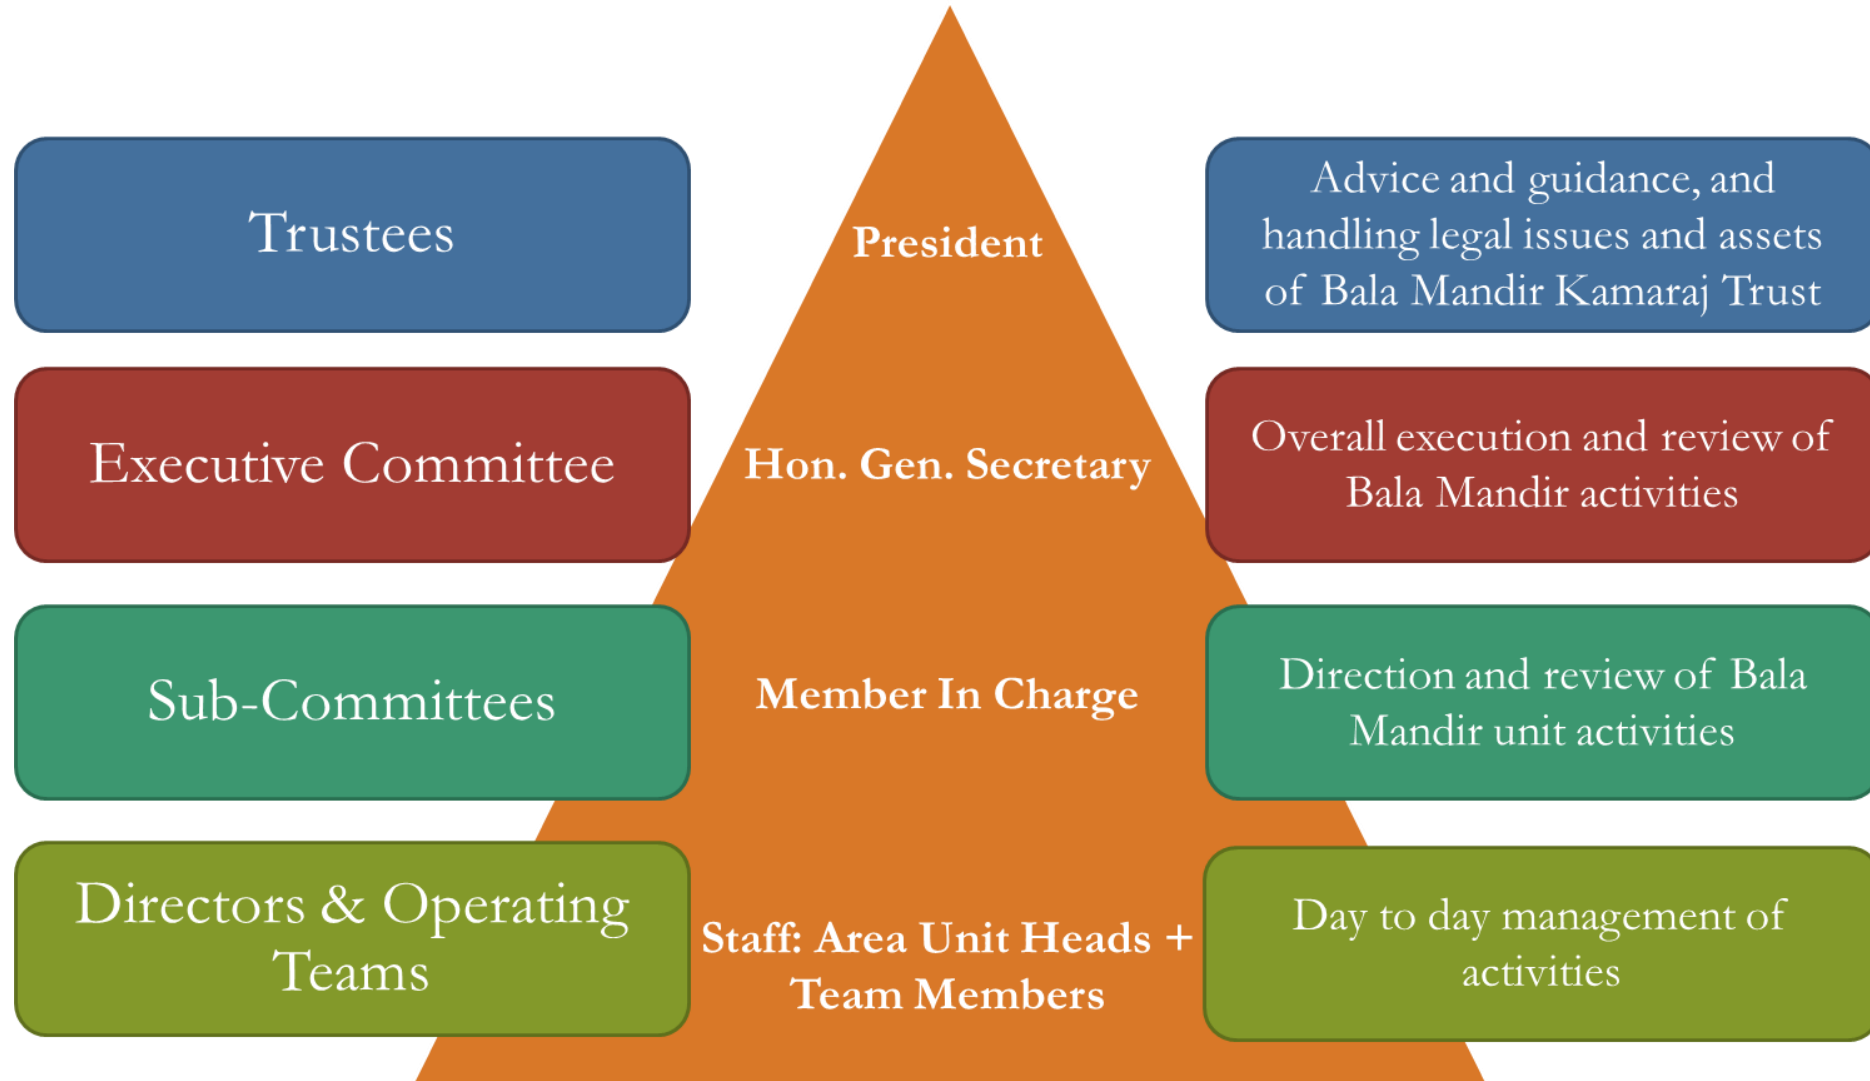 Trustees
President
Advice and guidance, and
handling legal issues and assets
of Bala Mandir Kamaraj Trust
Executive Committee
Hon. Gen. Secretary
Overall execution and review of
Bala Mandir activities
Sub-Committees
Member In Charge
Direction and review of Bala
Mandir unit activities
Directors & Operating
Teams
Staff: Area Unit Heads +
Team Members
Day to day management of
activities